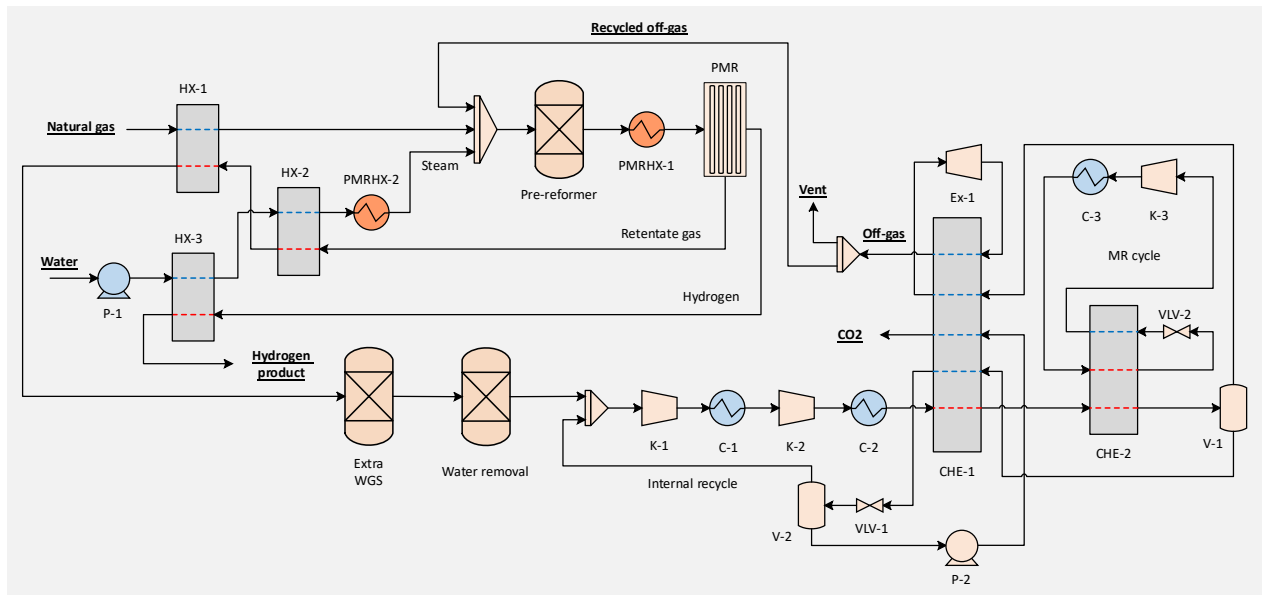 Recycled off-gas
PMR
HX-1
Natural gas
Steam
PMRHX-1
Pre-reformer
HX-2
PMRHX-2
Vent
Off-gas
Ex-1
C-3
K-3
MR cycle
HX-3
Retentate gas
Water
P-1
Hydrogen
VLV-2
CO2
Hydrogen
product
K-1
C-1
K-2
C-2
V-1
CHE-2
Extra
WGS
Water removal
Internal recycle
CHE-1
V-2
VLV-1
P-2